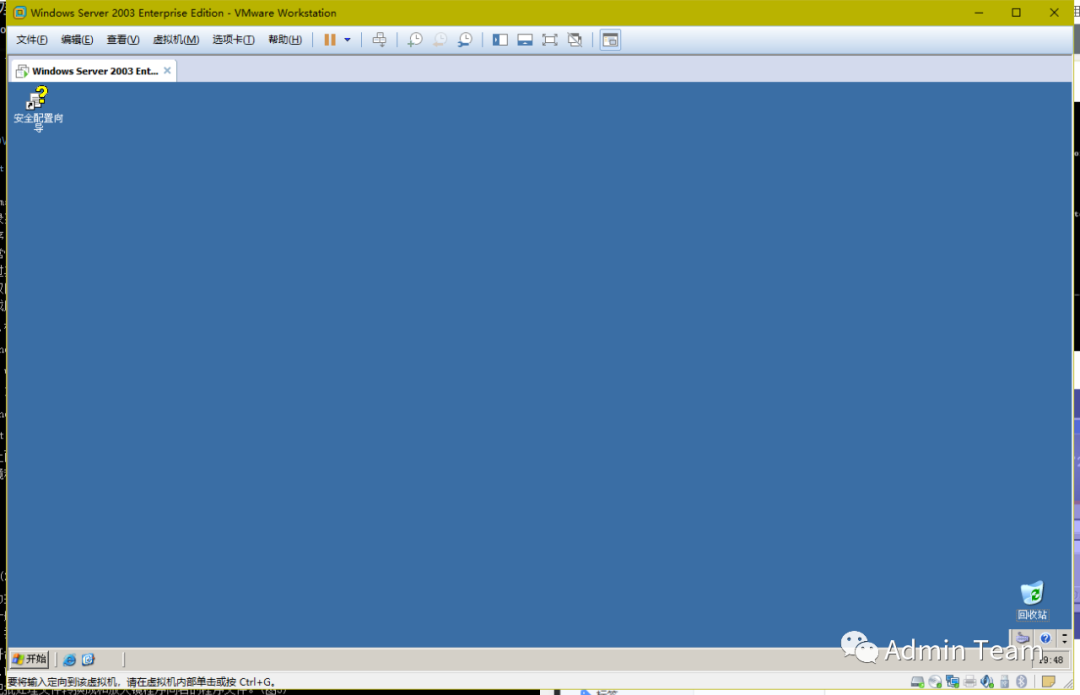 Windows Server 2003 Enterprise Edition - VMware Workstation
文件(F) 编辑(E) 查看(V) 虚拟机(M) 选项卡(T) 帮助(H)
Windows Server 2003 Ent...
安全配置向
导
回收站
Admin Team
开始
19:48
要将输入定向到该虚拟机，请在虚拟机内部单击或按 Ctrl+G。
标签